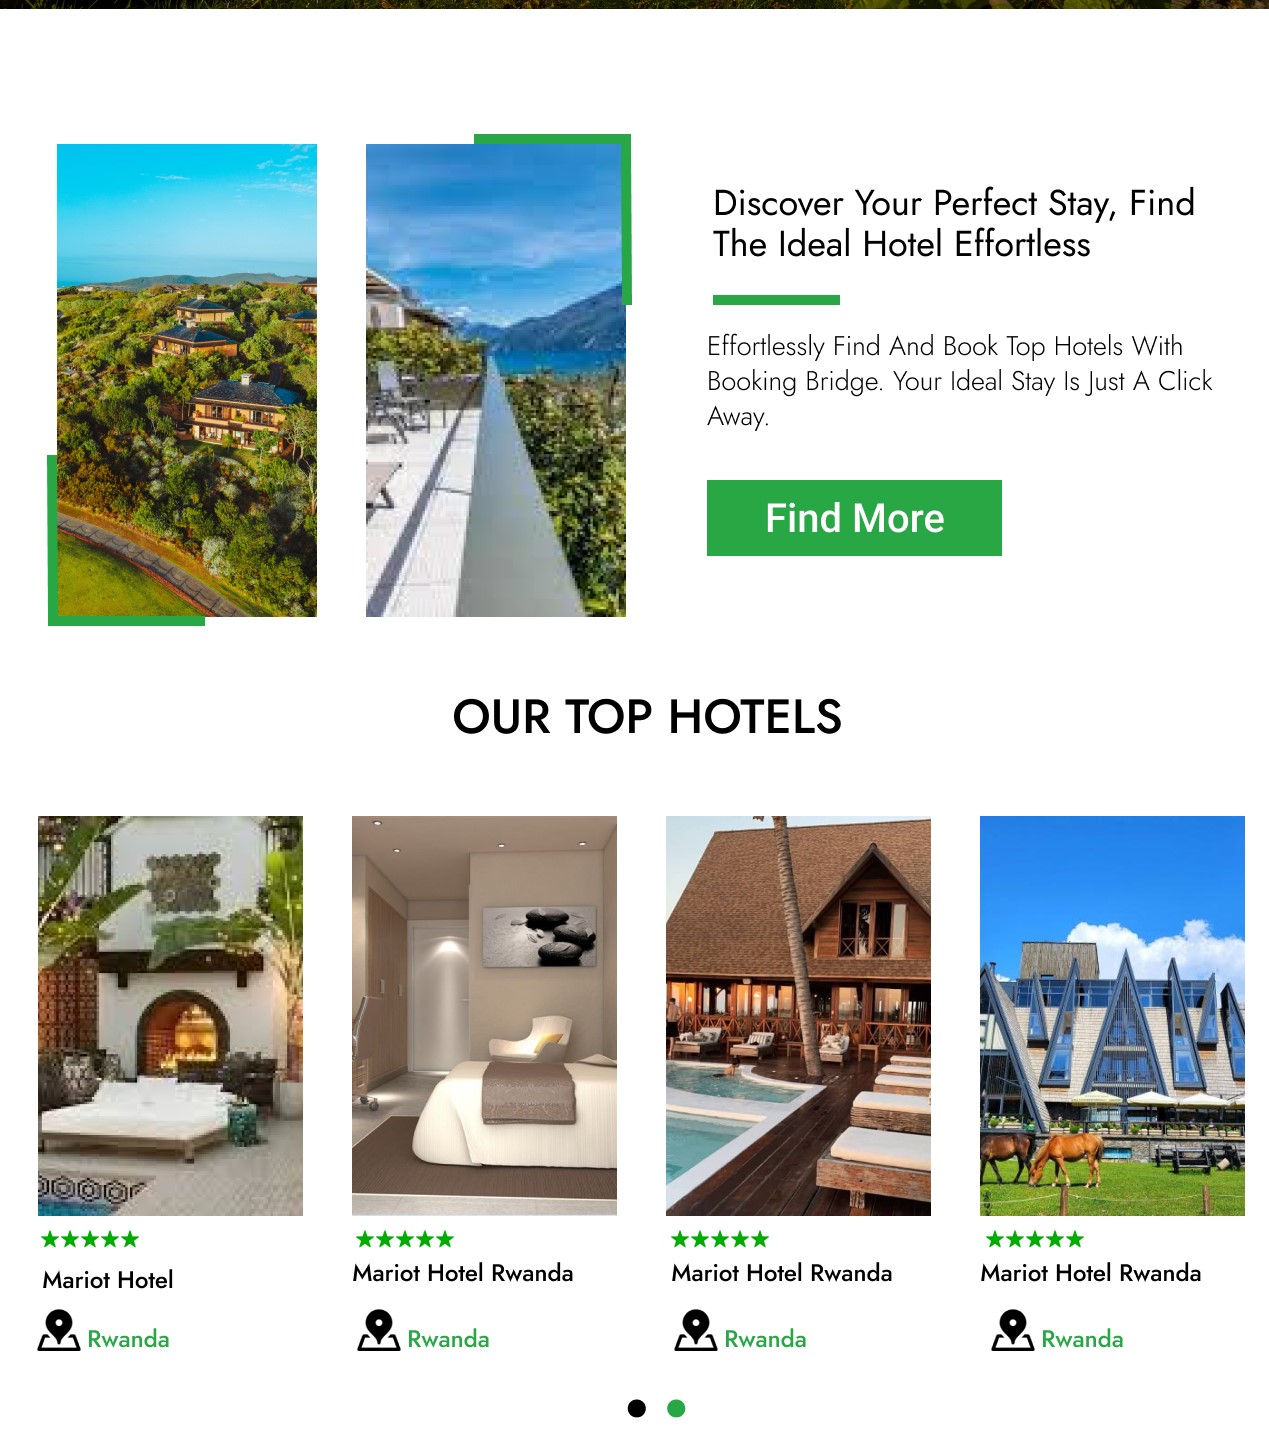 Discover Your Perfect Stay, Find
The Ideal Hotel Effortless
Effortlessly Find And Book Top Hotels With
Booking Bridge. Your Ideal Stay Is Just A Click
Away.
Find More
OUR TOP HOTELS
Mariot Hotel
Rwanda
Mariot Hotel Rwanda
Rwanda
Mariot Hotel Rwanda
Rwanda
Mariot Hotel Rwanda
Rwanda